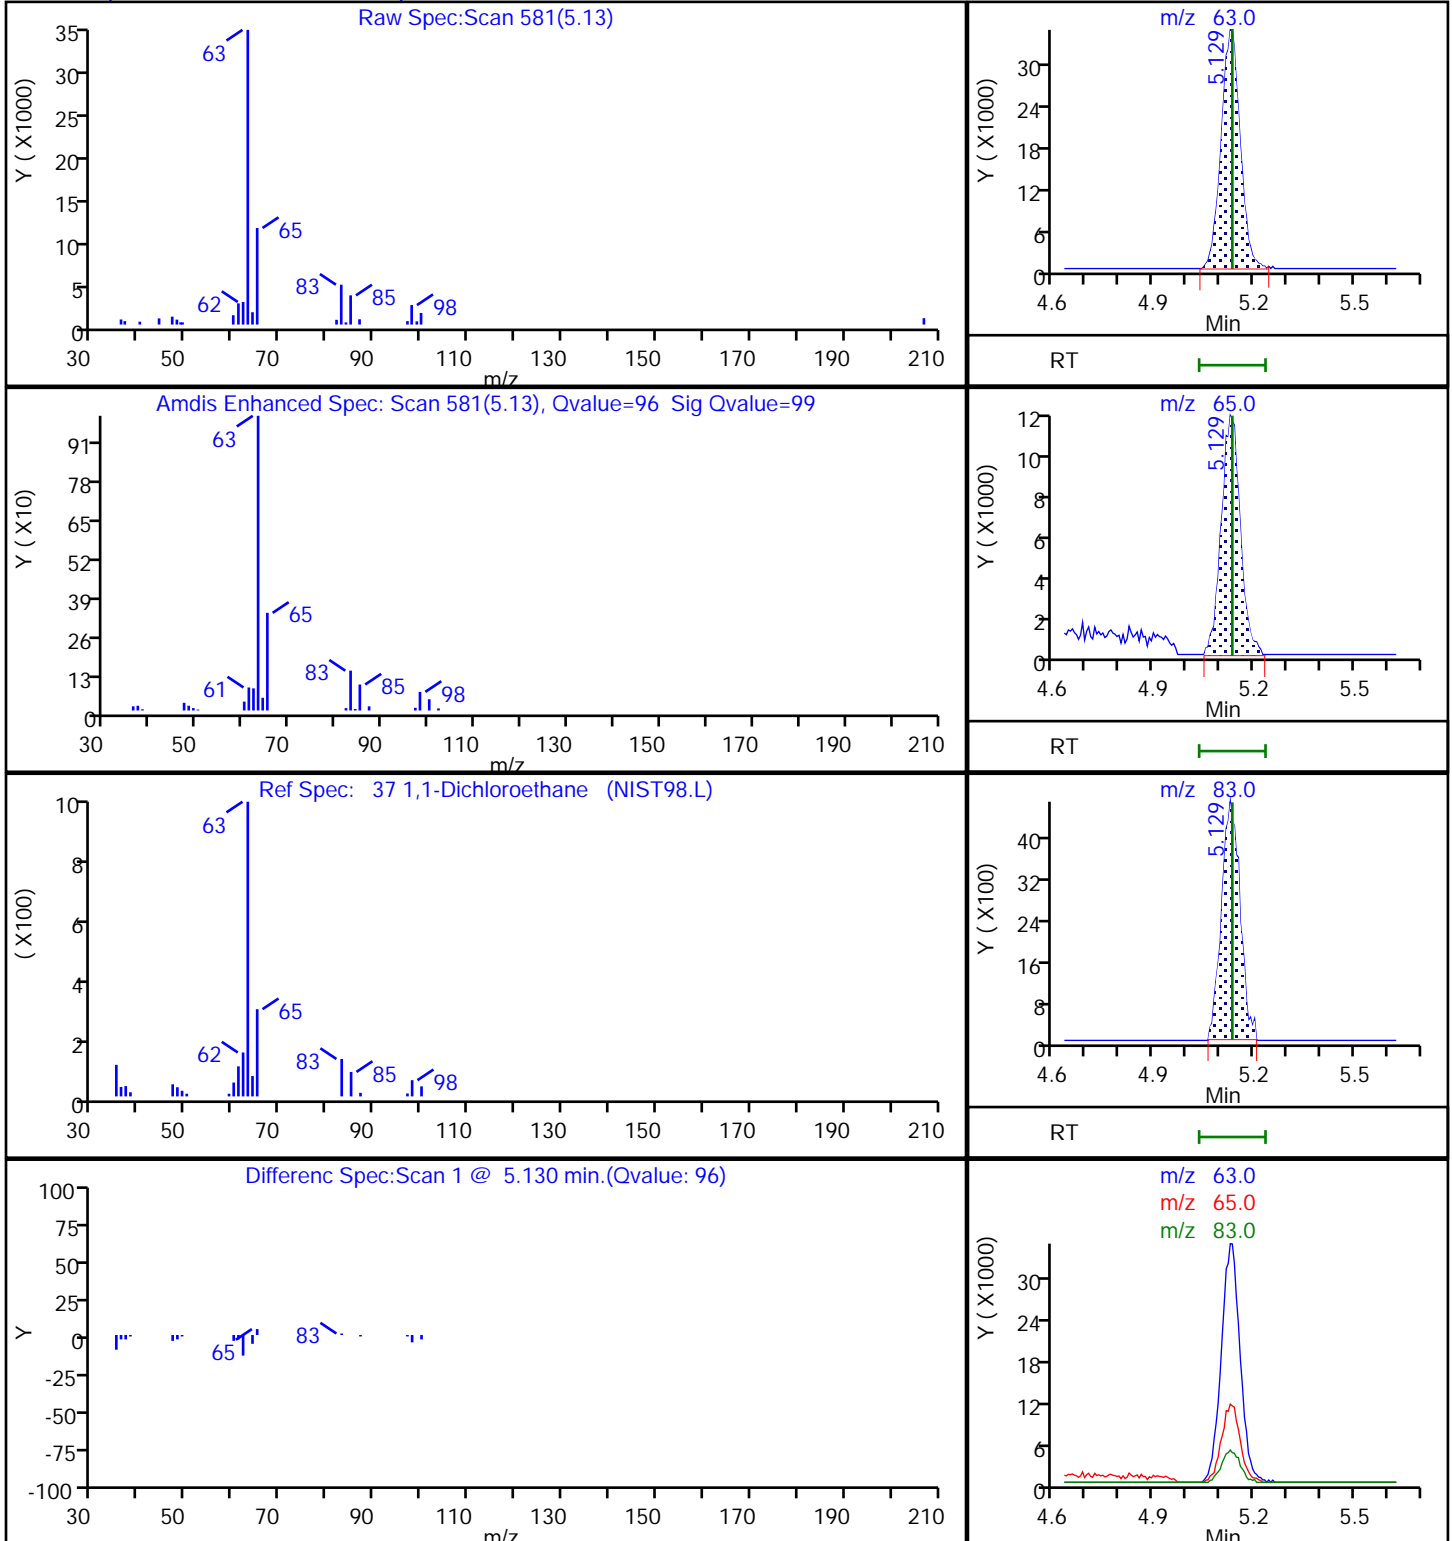 Raw Spec:Scan 581(5.13)
Y ( X1000)
35
30
25
20
15
10
5
0
63
65
62
83
85
98
30 50 70 90 110 130 150 170 190 210
m/z
m/z 63.0
Y ( X1000)
30
24
18
12
6
0
5.129
4.6 4.9 5.2 5.5
Min
RT
Amdis Enhanced Spec: Scan 581(5.13), Qvalue=96 Sig Qvalue=99
Y ( X10)
91
78
65
52
39
26
13
0
63
65
61
83
85
98
30 50 70 90 110 130 150 170 190 210
m/z
m/z 65.0
Y ( X1000)
12
10
8
6
4
2
0
5.129
4.6 4.9 5.2 5.5
Min
RT
Ref Spec: 37 1,1-Dichloroethane (NIST98.L)
( X100)
10
8
6
4
2
0
63
65
62
83
85
98
30 50 70 90 110 130 150 170 190 210
m/z 83.0
Y ( X100)
40
32
24
16
8
0
5.129
4.6 4.9 5.2 5.5
Min
RT
Differenc Spec:Scan 1 @ 5.130 min.(Qvalue: 96)
Y
100
75
50
25
0
-25
-50
-75
-100
65
83
30 50 70 90 110 130 150 170 190 210
m/z
m/z 63.0
m/z 65.0
m/z 83.0
Y ( X1000)
30
24
18
12
6
0
4.6 4.9 5.2 5.5
Min